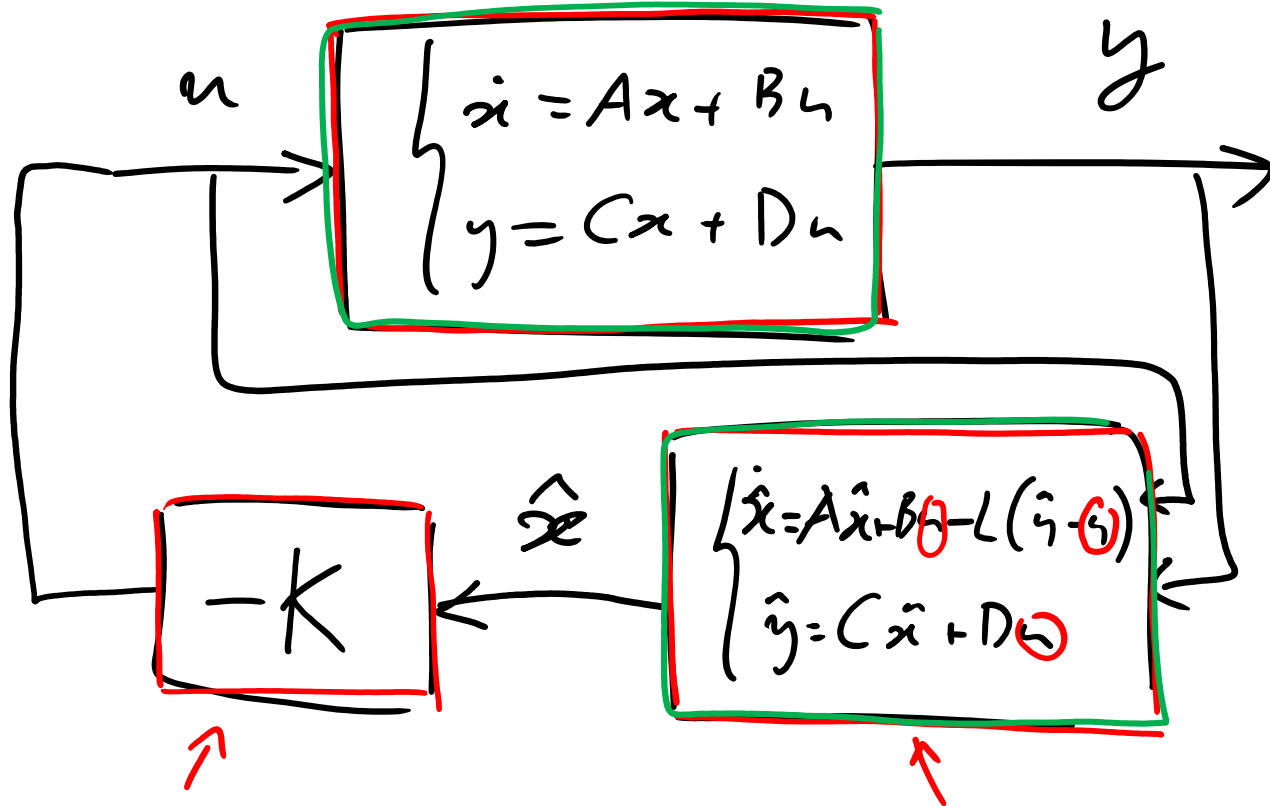 u
y
ẋ = Ax + Bu
y = Cx + Du
x̂
x̂̇ = Ax̂ + Bu - L(ŷ - y)
-K
ŷ = Cx̂ + Du